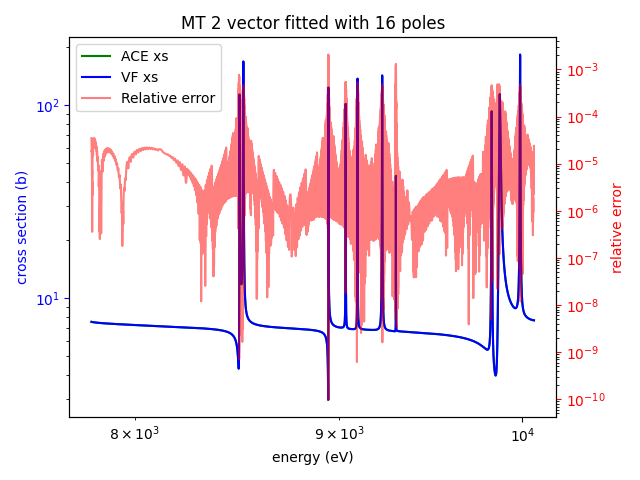 MT 2 vector fitted with 16 poles
ACE xs
VF xs
Relative error
cross section (b)
10²
10¹
relative error
10⁻³
10⁻⁴
10⁻⁵
10⁻⁶
10⁻⁷
10⁻⁸
10⁻⁹
10⁻¹⁰
8 × 10³
9 × 10³
10⁴
energy (eV)